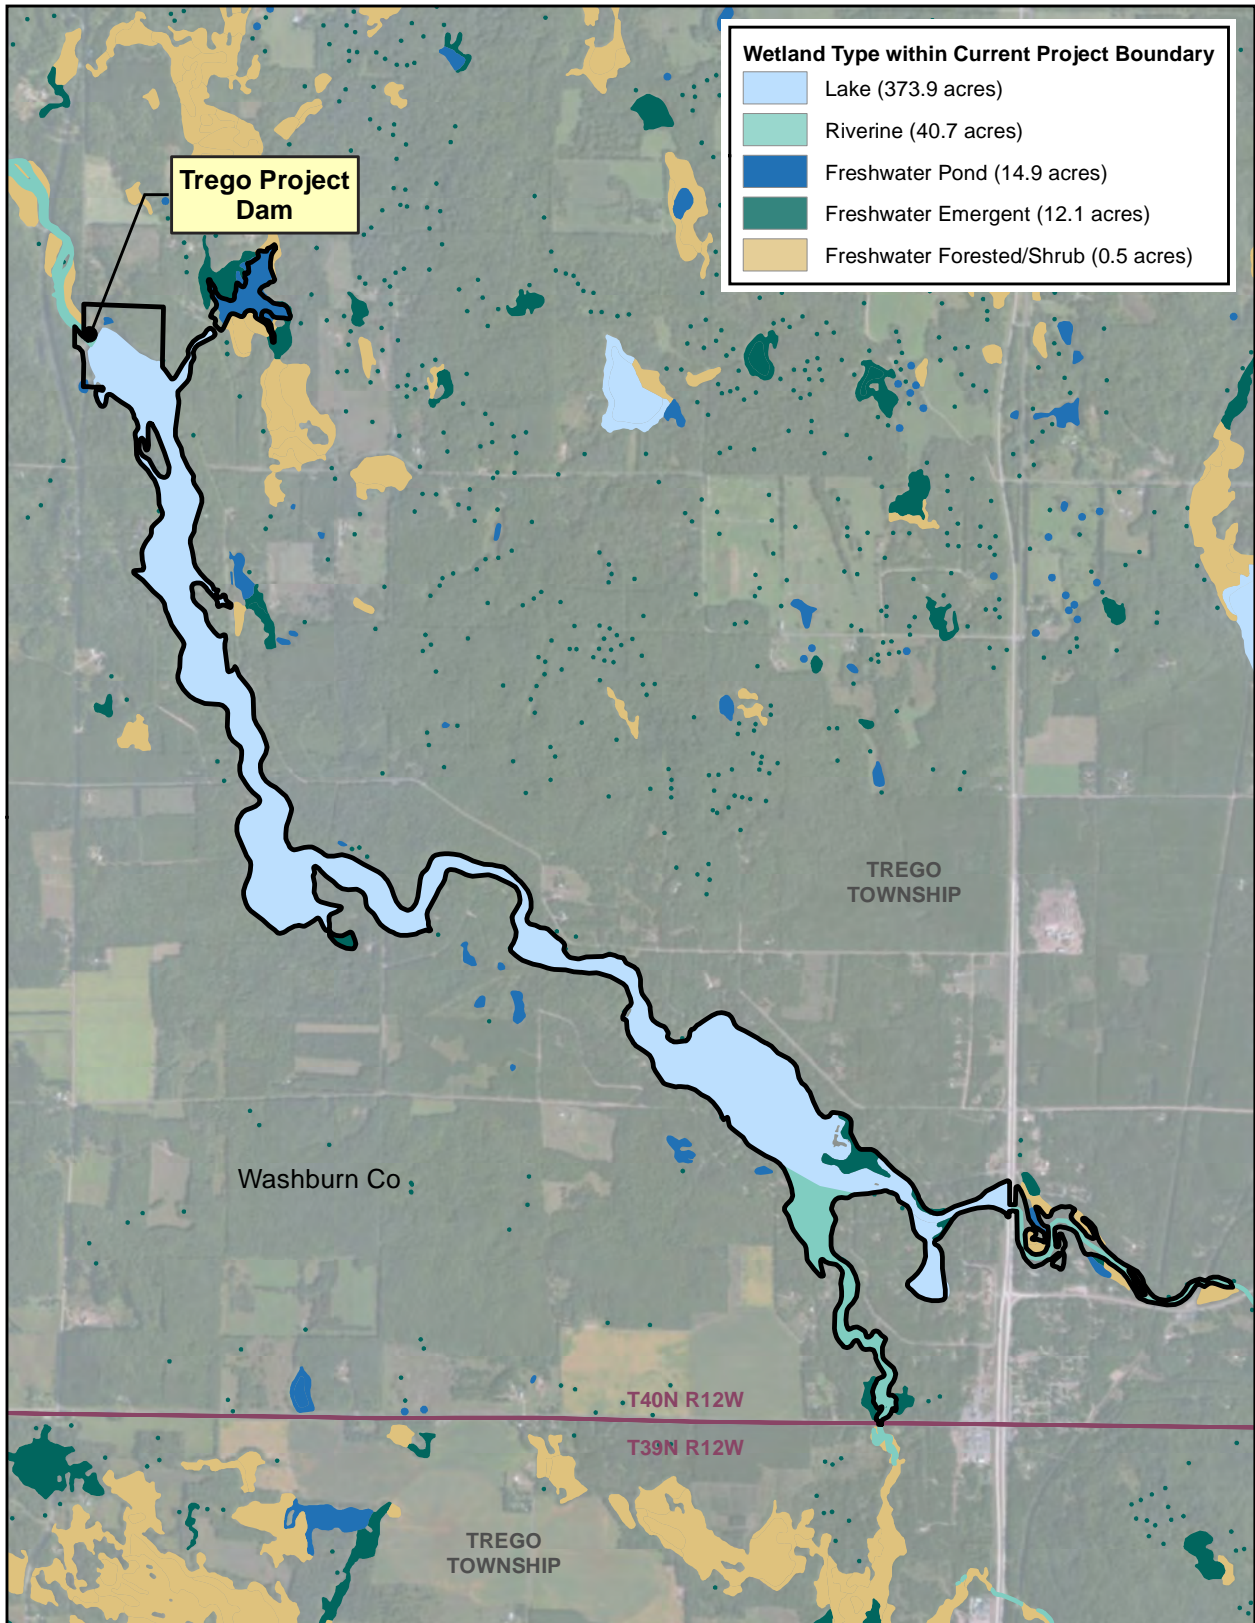 Wetland Type within Current Project Boundary
Lake (373.9 acres)
Riverine (40.7 acres)
Freshwater Pond (14.9 acres)
Freshwater Emergent (12.1 acres)
Freshwater Forested/Shrub (0.5 acres)
Trego Project
Dam
TREGO
TOWNSHIP
Washburn Co
T40N R12W
T39N R12W
TREGO
TOWNSHIP